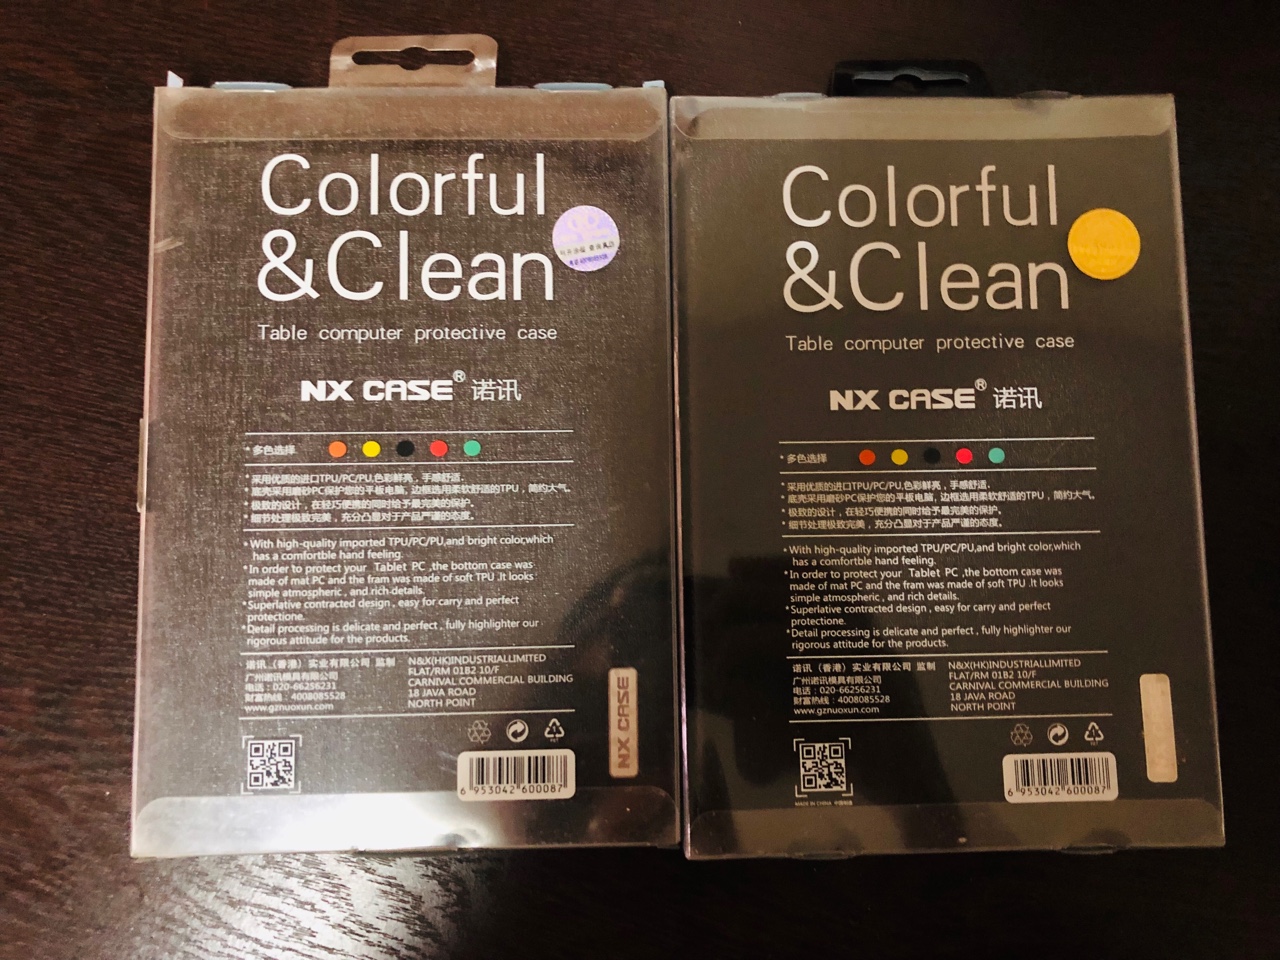 Colorful
&Clean
Table computer protective case
NX CASE® 诺讯
*多色选择
*采用优质的进口TPU/PC/PU,色彩鲜亮，手感舒适.
*底壳采用磨砂PC保护您的平板电脑, 边框选用柔软舒适的TPU，简约大气。
*极致的设计，在轻巧便携的同时给予最完美的保护。
*细节处理极致完美，充分凸显对于产品严谨的态度。
*With high-quality imported TPU/PC/PU,and bright color,which
has a comfortble hand feeling.
*In order to protect your Tablet PC ,the bottom case was
made of mat PC and the fram was made of soft TPU .It looks
simple atmospheric , and rich-details.
*Superlative contracted design , easy for carry and perfect
protectione.
*Detail processing is delicate and perfect , fully highlighter our
rigorous attitude for the products.
诺讯（香港）实业有限公司 监制
广州诺讯模具有限公司
电话：020-66256231
财富热线：4008085528
www.gznuoxun.com
N&X(HK)INDUSTRIALLIMITED
FLAT/RM 01B2 10/F
CARNIVAL COMMERCIAL BUILDING
18 JAVA ROAD
NORTH POINT
NX CASE
6 953042 600087
Colorful
&Clean
Table computer protective case
NX CASE® 诺讯
*多色选择
*采用优质的进口TPU/PC/PU,色彩鲜亮，手感舒适.
*底壳采用磨砂PC保护您的平板电脑, 边框选用柔软舒适的TPU，简约大气。
*极致的设计，在轻巧便携的同时给予最完美的保护。
*细节处理极致完美，充分凸显对于产品严谨的态度。
*With high-quality imported TPU/PC/PU,and bright color,which
has a comfortble hand feeling.
*In order to protect your Tablet PC ,the bottom case was
made of mat PC and the fram was made of soft TPU .It looks
simple atmospheric , and rich details.
*Superlative contracted design , easy for carry and perfect
protectione.
*Detail processing is delicate and perfect , fully highlighter our
rigorous attitude for the products.
诺讯（香港）实业有限公司 监制
广州诺讯模具有限公司
电话：020-66256231
财富热线：4008085528
www.gznuoxun.com
N&X(HK)INDUSTRIALLIMITED
FLAT/RM 01B2 10/F
CARNIVAL COMMERCIAL BUILDING
18 JAVA ROAD
NORTH POINT
6 953042 600087
MADE IN CHINA 中国制造